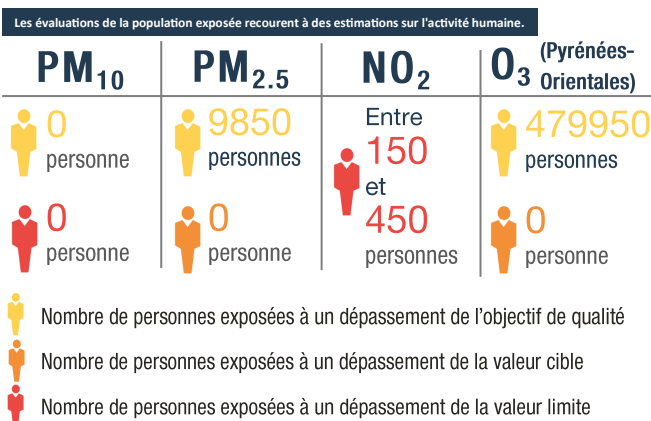 Les évaluations de la population exposée recourent à des estimations sur l'activité humaine.
PM10
0
personne
0
personne
PM2.5
9850
personnes
0
personne
NO2
Entre
150
et
450
personnes
O3 (Pyrénées-
Orientales)
479950
personnes
0
personne
Nombre de personnes exposées à un dépassement de l'objectif de qualité
Nombre de personnes exposées à un dépassement de la valeur cible
Nombre de personnes exposées à un dépassement de la valeur limite